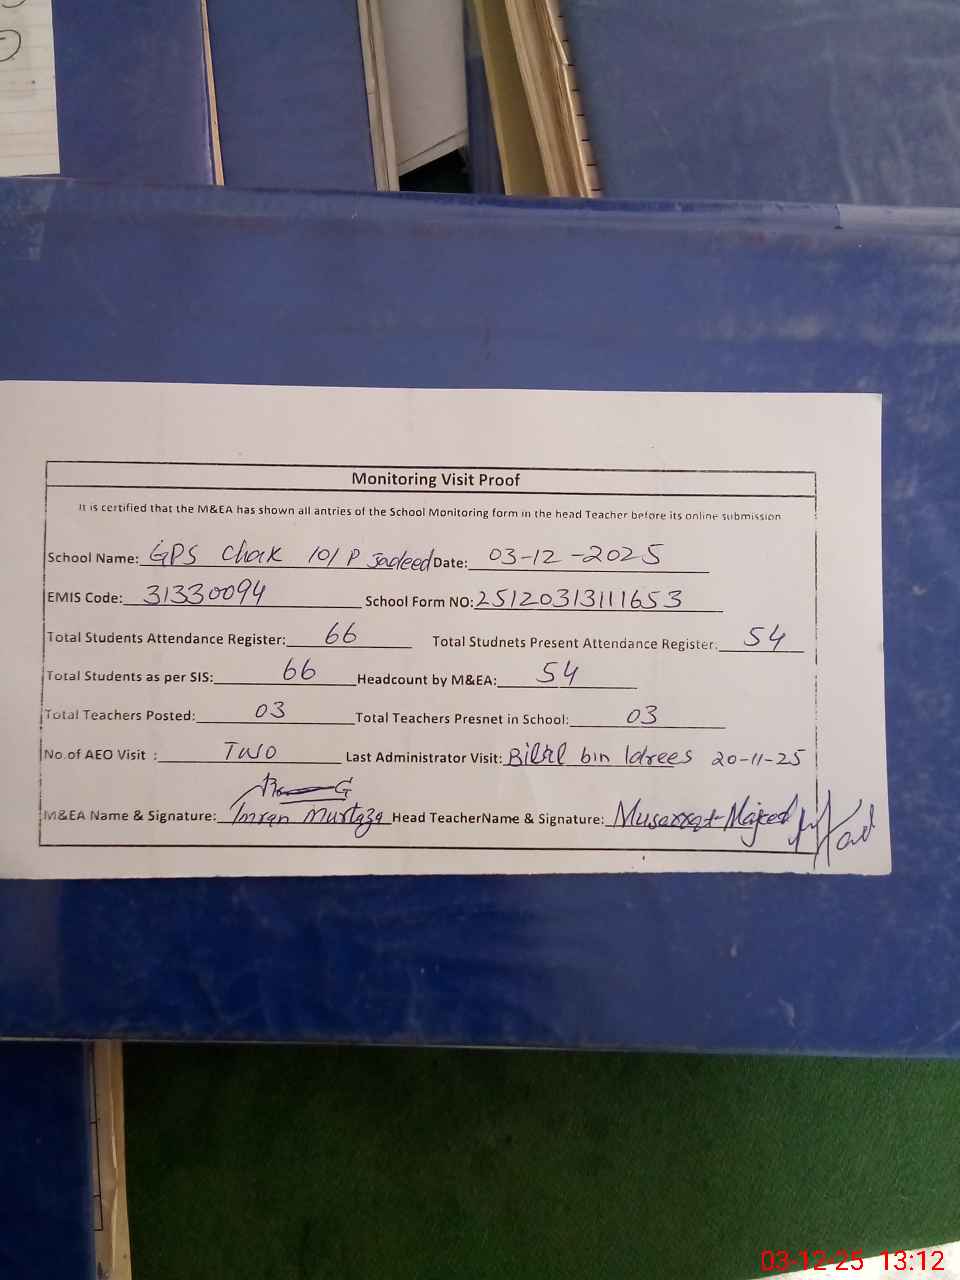 Monitoring Visit Proof
It is certified that the M&EA has shown all antries of the School Monitoring form in the head Teacher before its online submission
School Name: GPS Chak 101 P Jadeed Date: 03-12-2025
EMIS Code: 31330094 School Form NO: 25120313111653
Total Students Attendance Register: 66 Total Studnets Present Attendance Register: 54
Total Students as per SIS: 66 Headcount by M&EA: 54
Total Teachers Posted: 03 Total Teachers Presnet in School: 03
No.of AEO Visit : TWO Last Administrator Visit: Bilal bin Idrees 20-11-25
M&EA Name & Signature: Imran Murtaza Head TeacherName & Signature: Musarrat Majeed
03-12-25 13:12